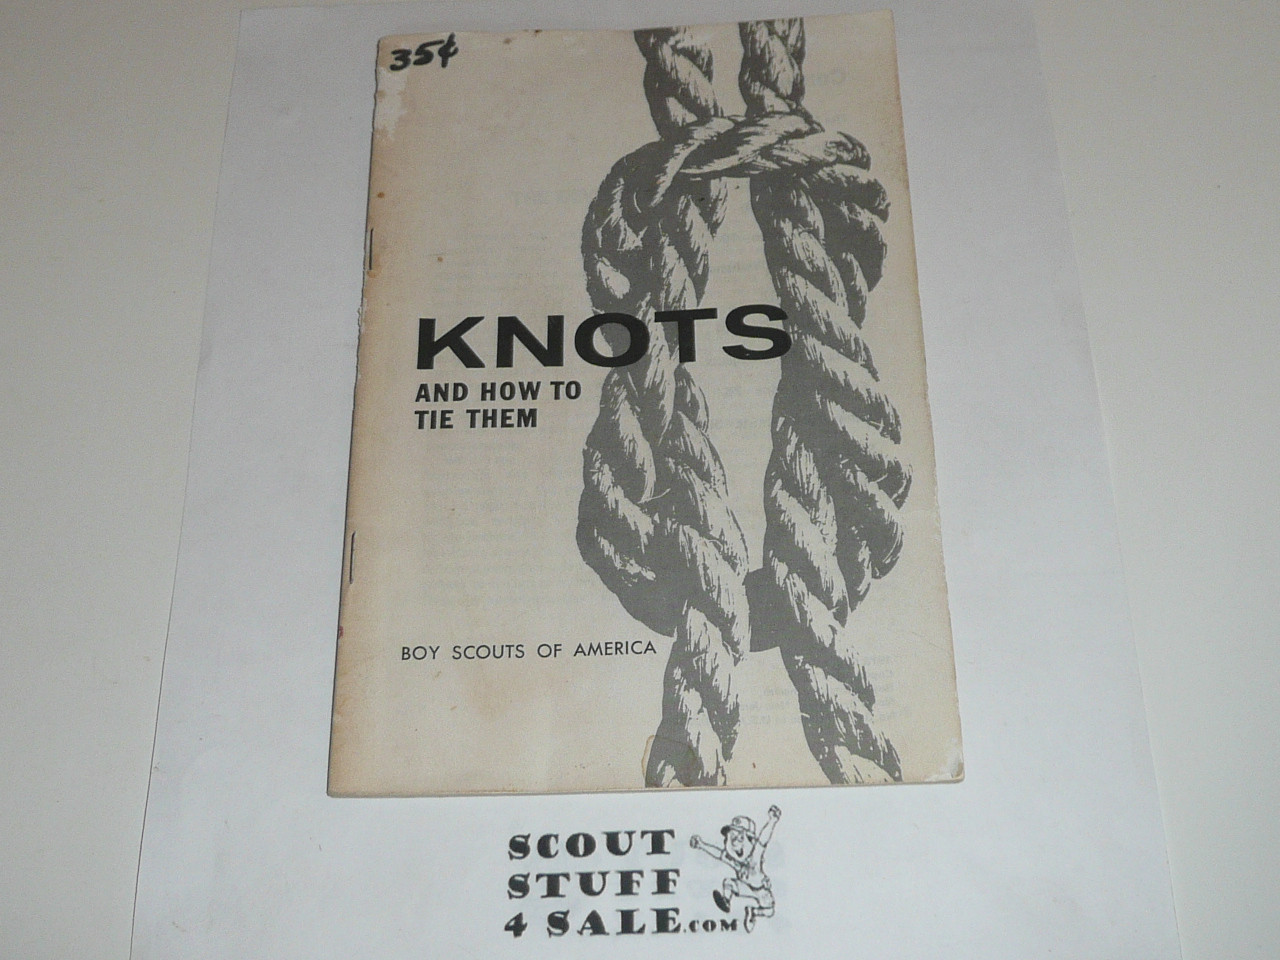 35¢
KNOTS
AND HOW TO
TIE THEM
BOY SCOUTS OF AMERICA
SCOUT
STUFF
4 SALE.COM